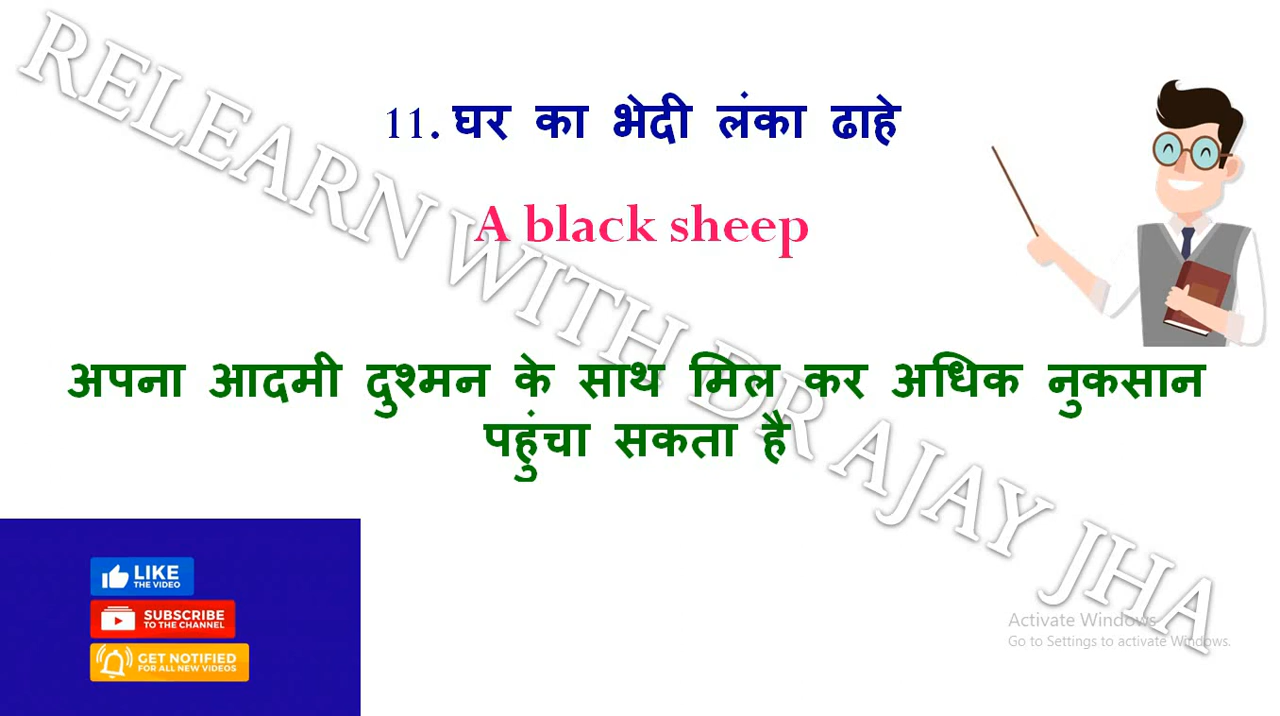 RELEARN WITH DR AJAY JHA
11. घर का भेदी लंका ढाहे
A black sheep
अपना आदमी दुश्मन के साथ मिल कर अधिक नुकसान
पहुंचा सकता है
LIKE
THE VIDEO
SUBSCRIBE
TO THE CHANNEL
GET NOTIFIED
FOR ALL NEW VIDEOS
Activate Windows
Go to Settings to activate Windows.